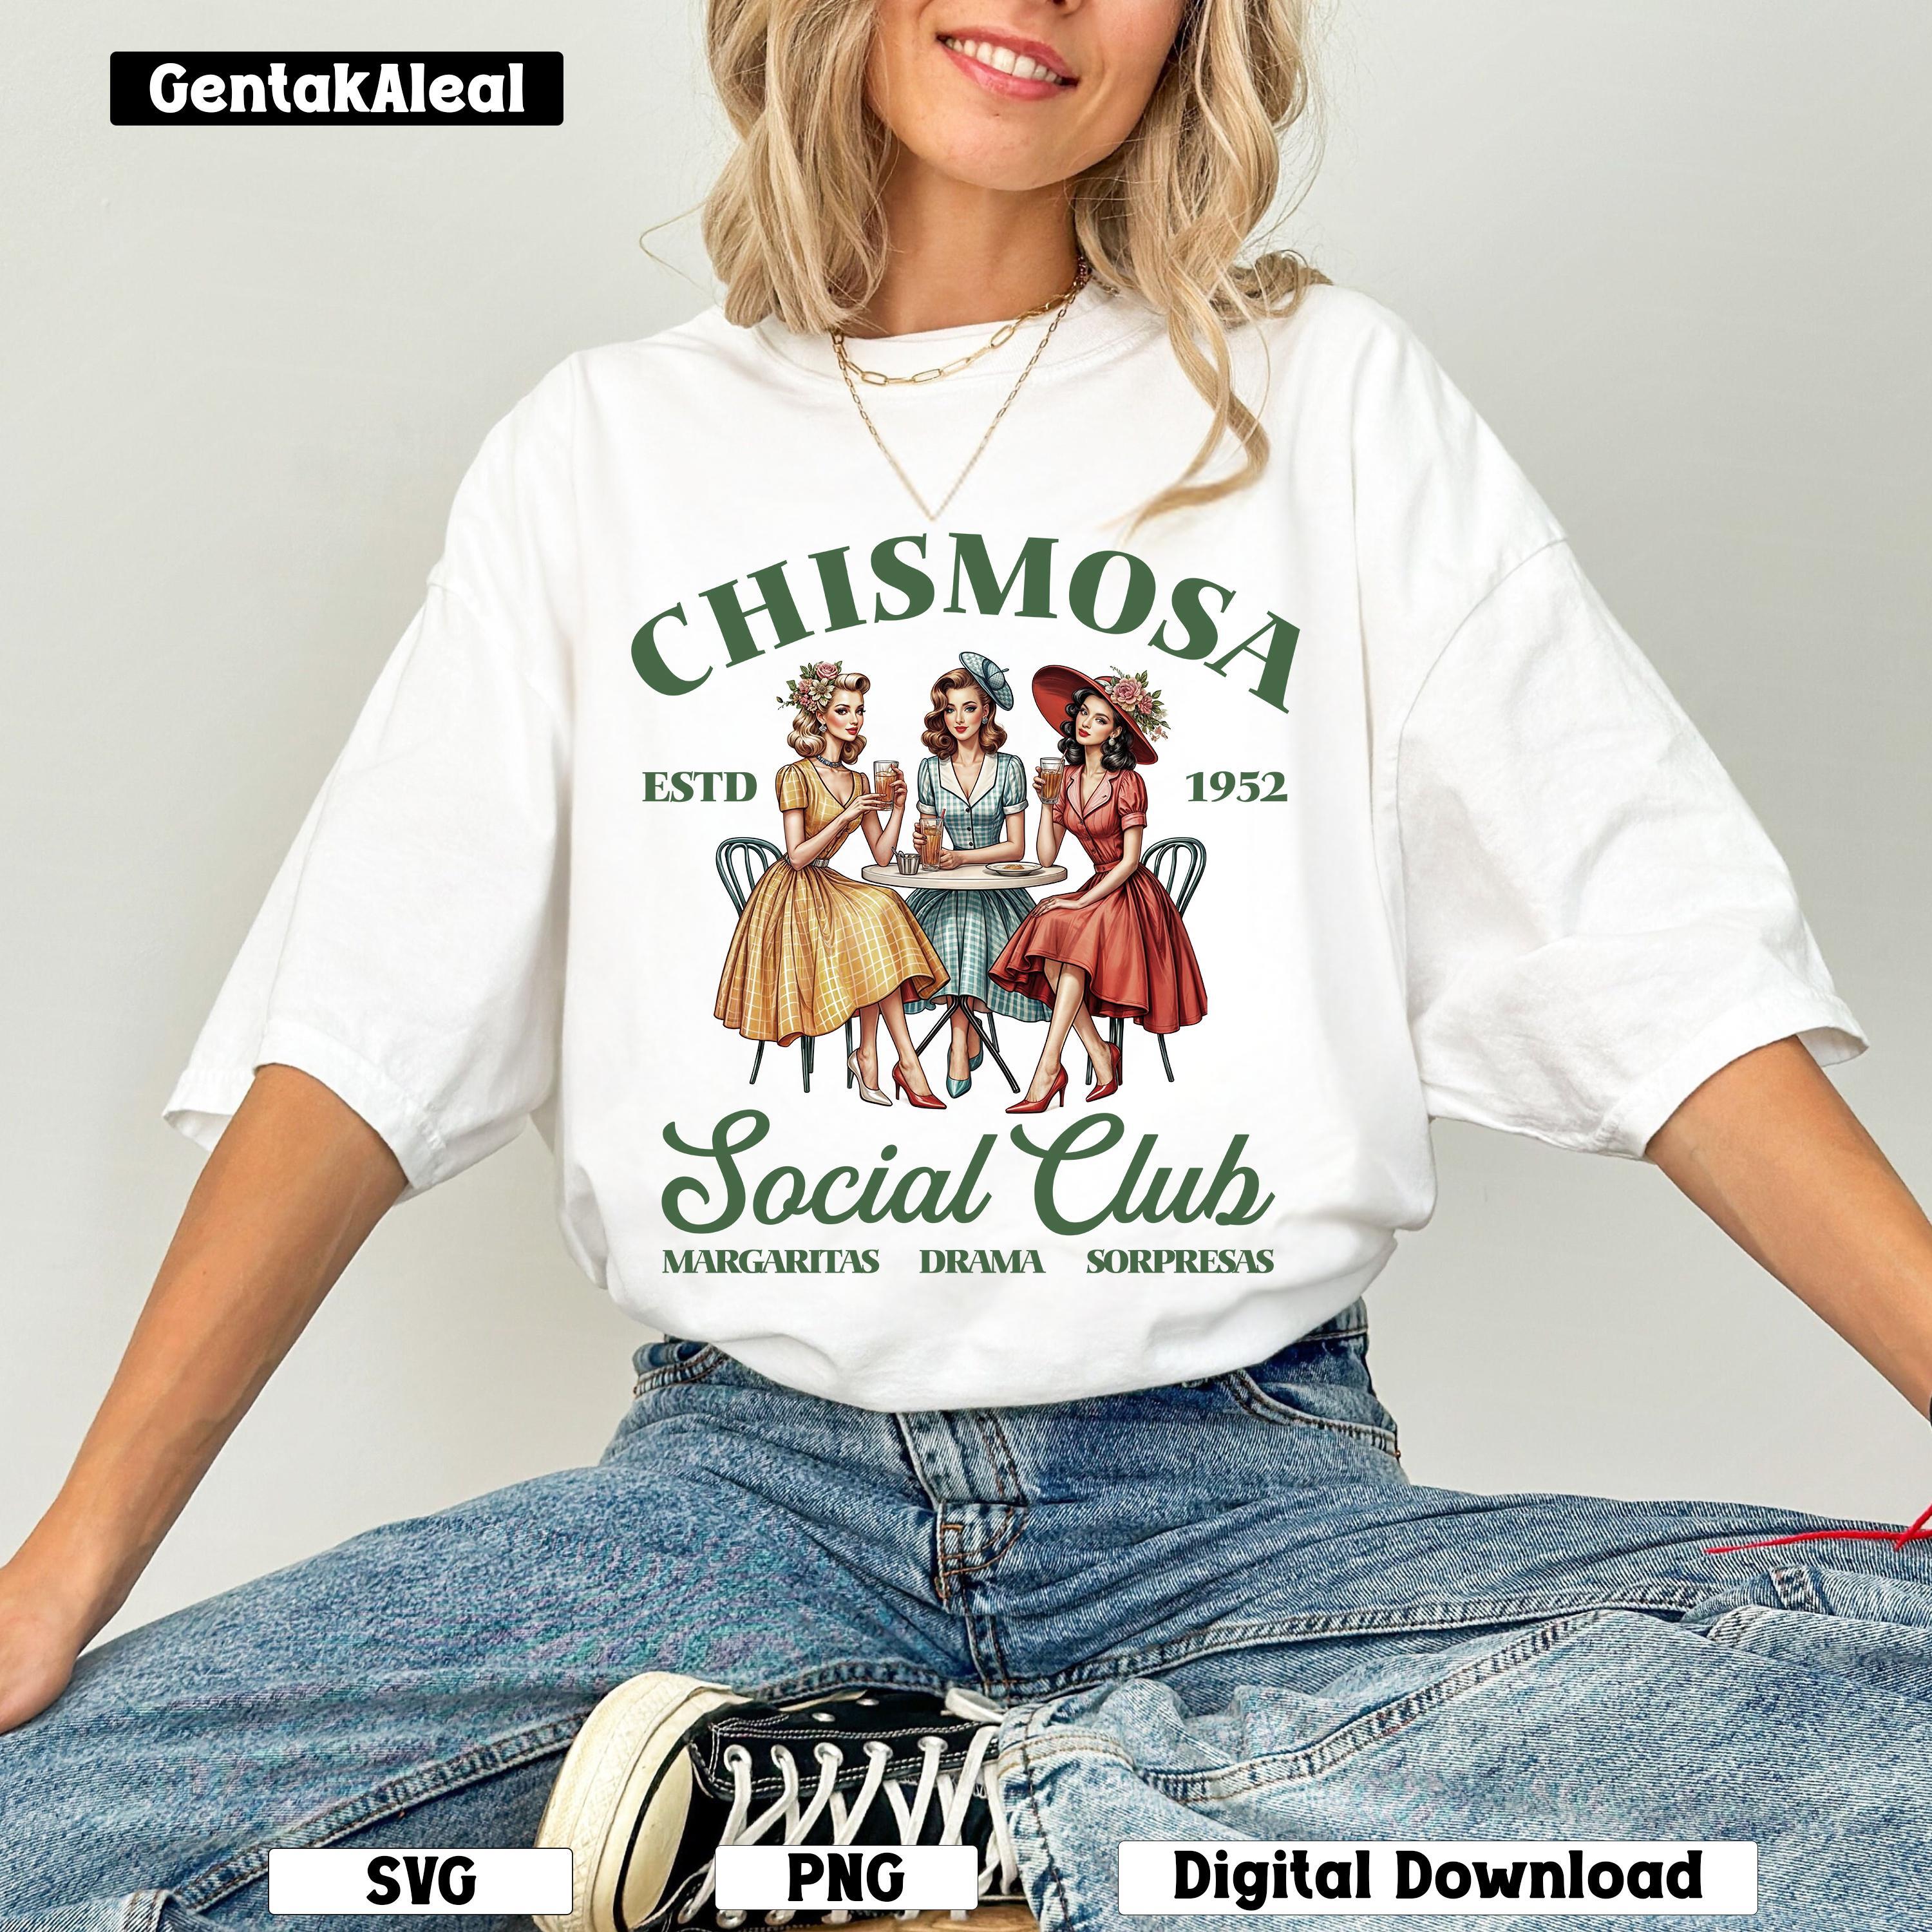 GentakAleal
CHISMOSA
ESTD 1952
Social Club
MARGARITAS DRAMA SORPRESAS
SVG PNG Digital Download